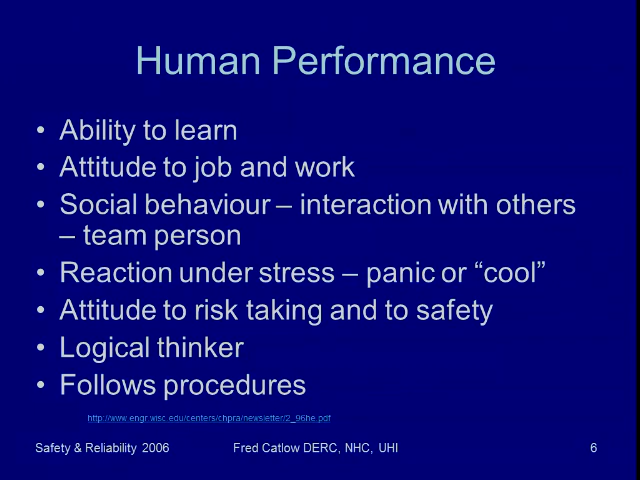 Human Performance
• Ability to learn
• Attitude to job and work
• Social behaviour – interaction with others
– team person
• Reaction under stress – panic or “cool”
• Attitude to risk taking and to safety
• Logical thinker
• Follows procedures
http://www.engr.wisc.edu/centers/chpra/newsletter/2_96he.pdf
Safety & Reliability 2006 Fred Catlow DERC, NHC, UHI 6